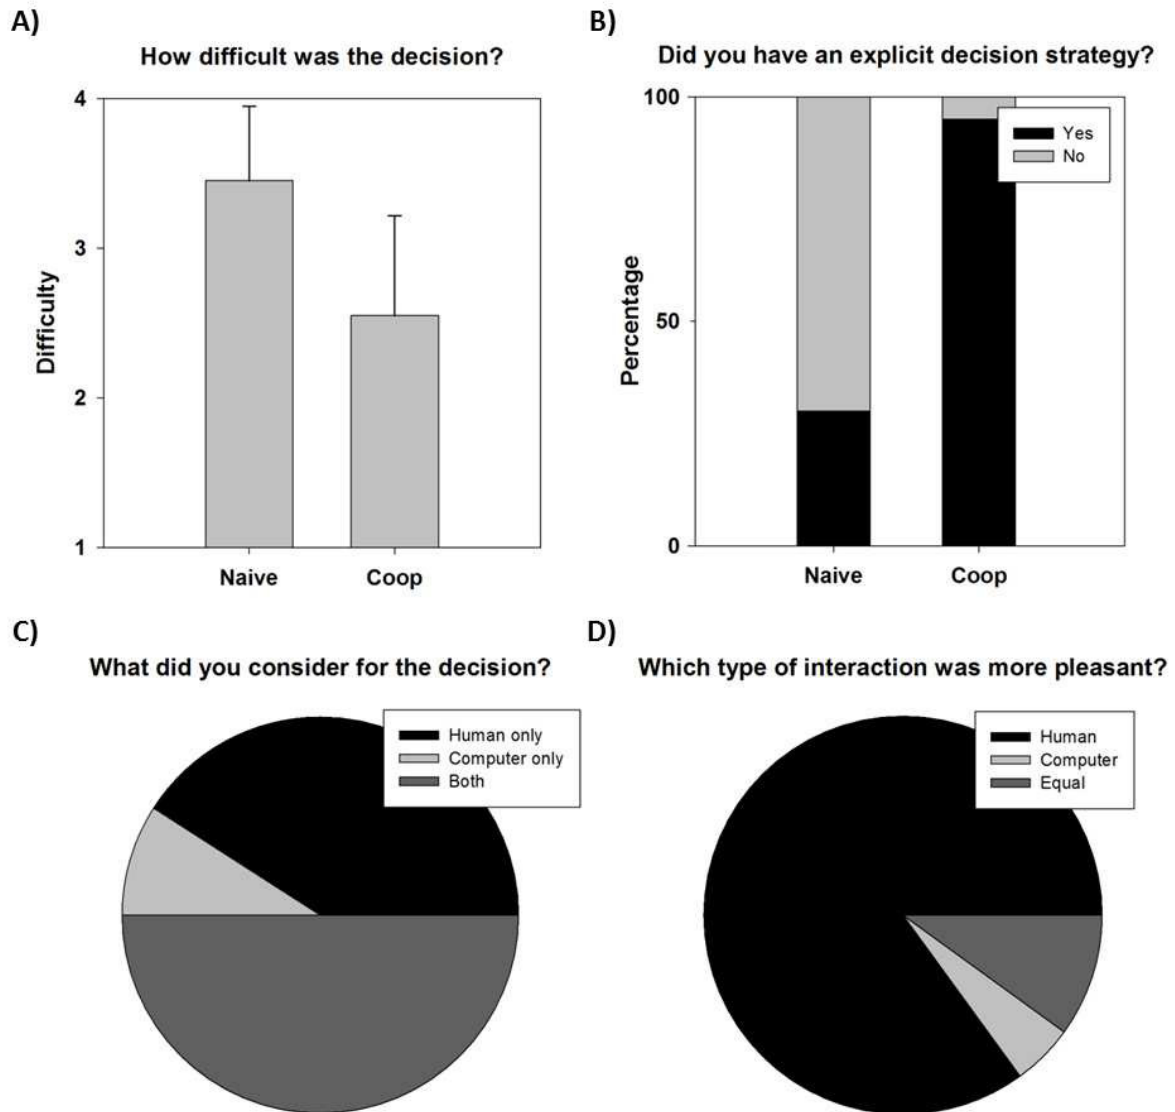 A)
How difficult was the decision?
4
3
2
1
Difficulty
Naive
Coop
B)
Did you have an explicit decision strategy?
100
50
0
Percentage
Yes
No
Naive
Coop
C)
What did you consider for the decision?
Human only
Computer only
Both
D)
Which type of interaction was more pleasant?
Human
Computer
Equal